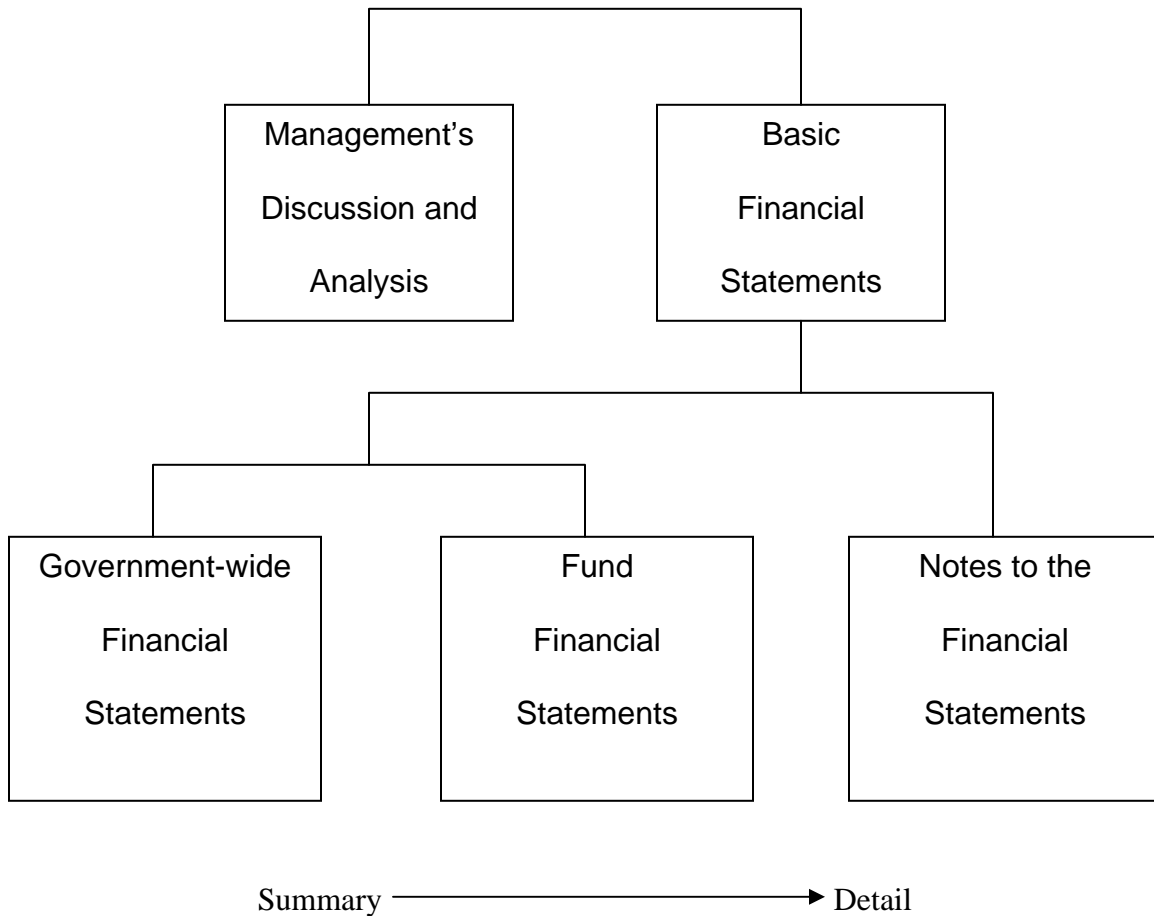 Management’s
Discussion and
Analysis
Basic
Financial
Statements
Government-wide
Financial
Statements
Fund
Financial
Statements
Notes to the
Financial
Statements
Summary
Detail